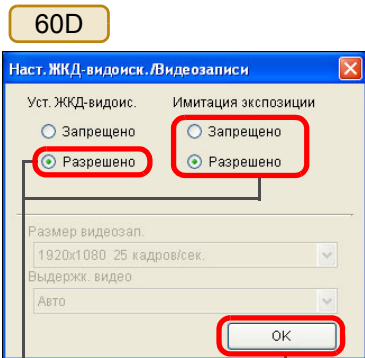 60D
Наст. ЖКД-видоиск./Видеозаписи
Уст. ЖКД-видоис. Имитация экспозиции
Запрещено Запрещено
Разрешено Разрешено
Размер видеозап.
1920x1080 25 кадров/сек.
Выдержк. видео
Авто
OK